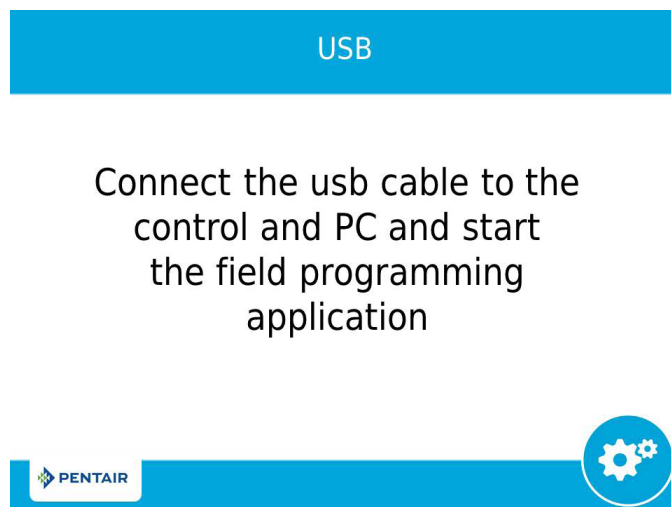 USB
Connect the usb cable to the
control and PC and start
the field programming
application
PENTAIR